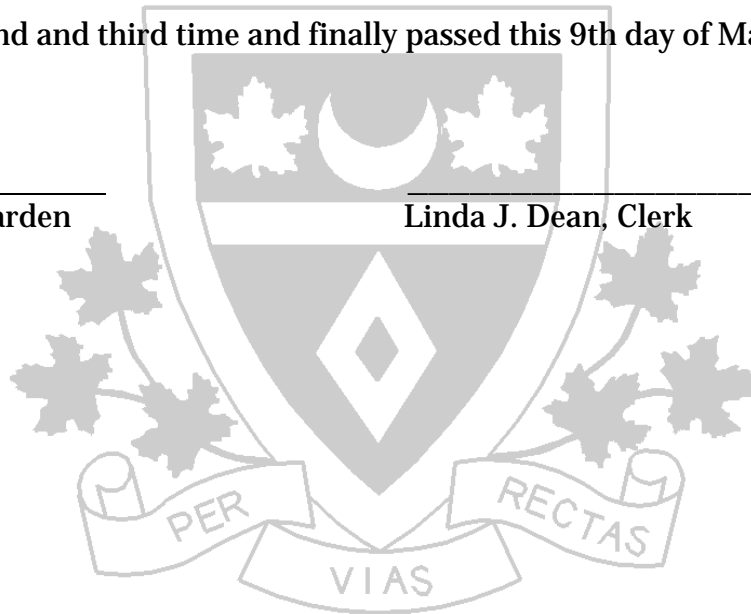 nd and third time and finally passed this 9th day of Ma
arden
Linda J. Dean, Clerk
PER
VIAS
RECTAS